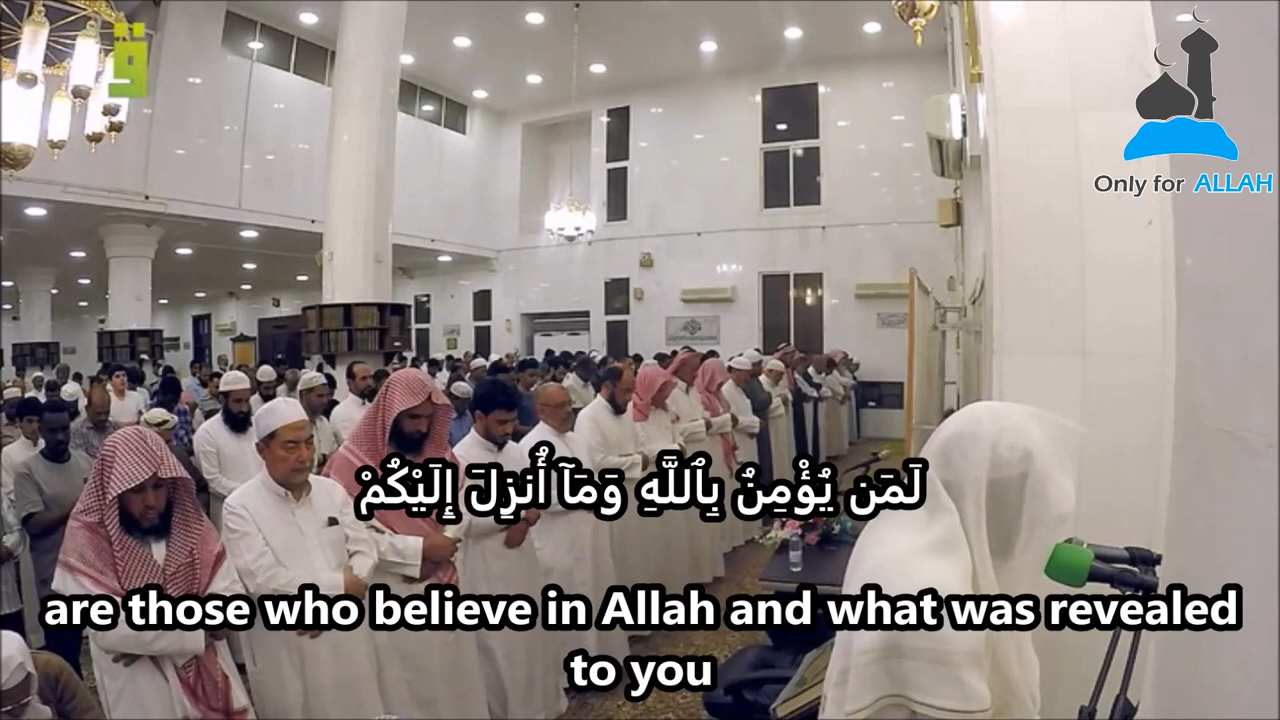 Only for ALLAH
لَمَن يُؤْمِنُ بِٱللَّهِ وَمَآ أُنزِلَ إِلَيْكُمْ
are those who believe in Allah and what was revealed
to you